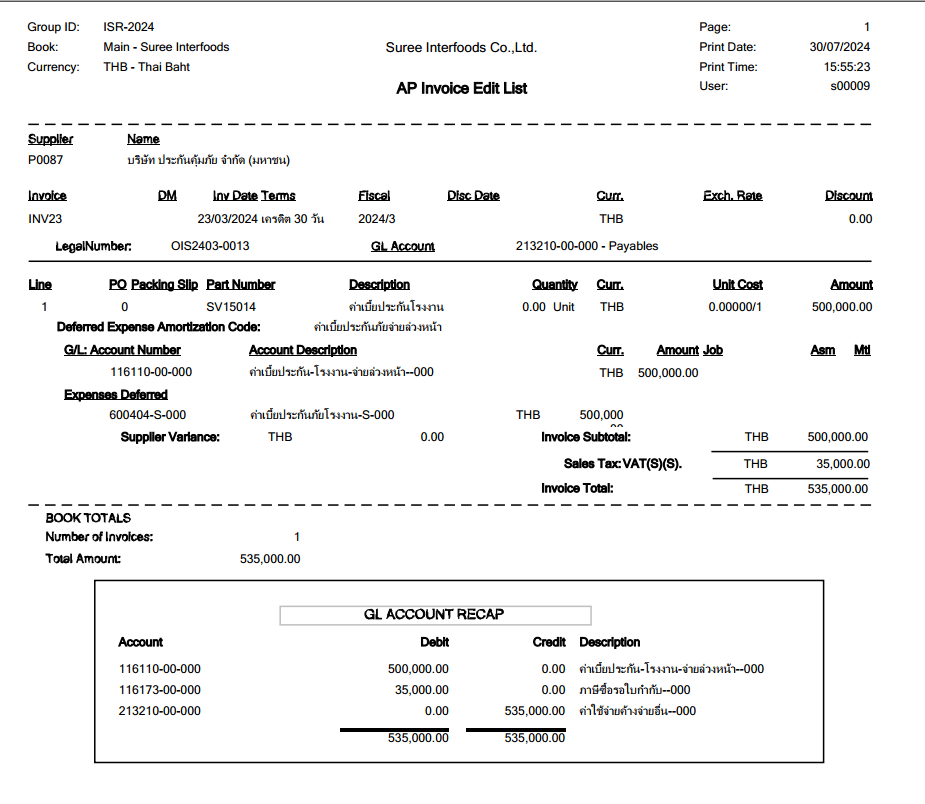 Group ID: ISR-2024 Page: 1
Book: Main - Suree Interfoods Suree Interfoods Co.,Ltd. Print Date: 30/07/2024
Currency: THB - Thai Baht Print Time: 15:55:23
AP Invoice Edit List User: s00009
Supplier Name
P0087 บริษัท ประกันคุ้มภัย จำกัด (มหาชน)
Invoice DM Inv Date Terms Fiscal Disc Date Curr. Exch. Rate Discount
INV23 23/03/2024 เครดิต 30 วัน 2024/3 THB 0.00
LegalNumber: OIS2403-0013 GL Account 213210-00-000 - Payables
Line PO Packing Slip Part Number Description Quantity Curr. Unit Cost Amount
1 0 SV15014 ค่าเบี้ยประกันโรงงาน 0.00 Unit THB 0.00000/1 500,000.00
Deferred Expense Amortization Code: ค่าเบี้ยประกันภัยจ่ายล่วงหน้า
G/L: Account Number Account Description Curr. Amount Job Asm Mtl
116110-00-000 ค่าเบี้ยประกัน-โรงงาน-จ่ายล่วงหน้า--000 THB 500,000.00
Expenses Deferred
600404-S-000 ค่าเบี้ยประกันภัยโรงงาน-S-000 THB 500,000
Supplier Variance: THB 0.00 Invoice Subtotal: THB 500,000.00
Sales Tax: VAT(S)(S). THB 35,000.00
Invoice Total: THB 535,000.00
BOOK TOTALS
Number of Invoices: 1
Total Amount: 535,000.00
GL ACCOUNT RECAP
Account Debit Credit Description
116110-00-000 500,000.00 0.00 ค่าเบี้ยประกัน-โรงงาน-จ่ายล่วงหน้า--000
116173-00-000 35,000.00 0.00 ภาษีซื้อรอใบกำกับ--000
213210-00-000 0.00 535,000.00 ค่าใช้จ่ายค้างจ่ายอื่น--000
535,000.00 535,000.00